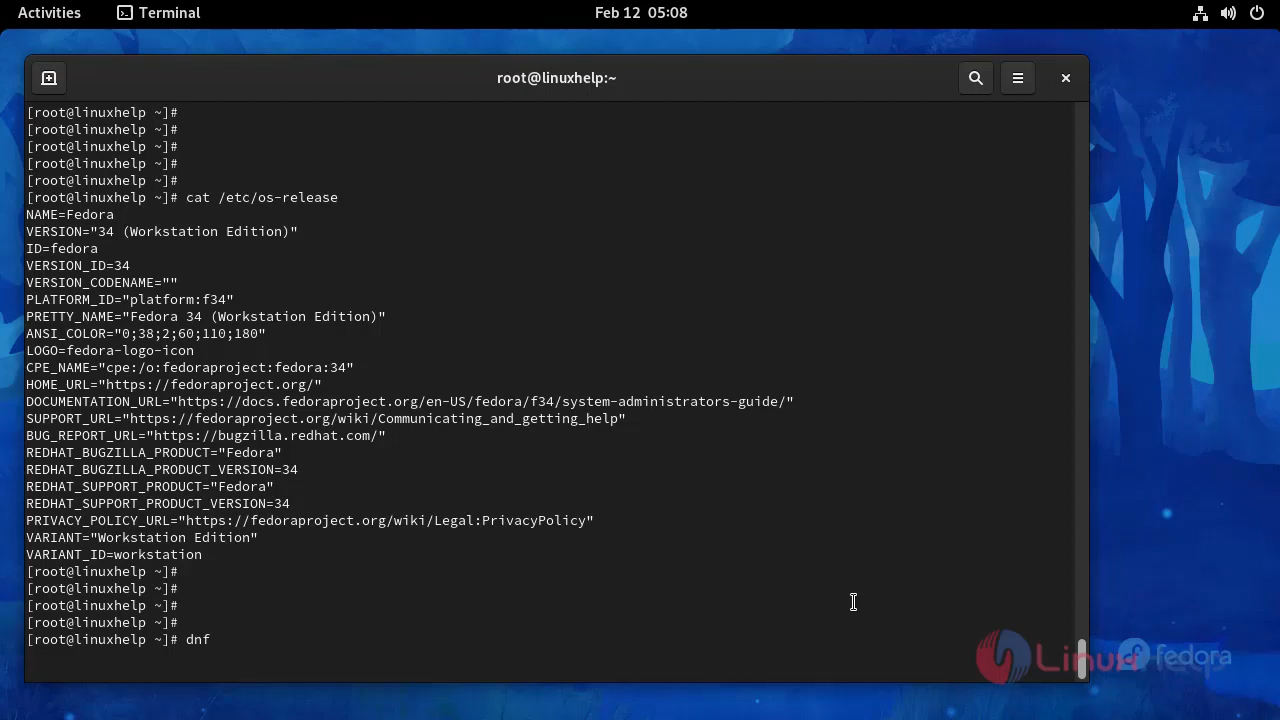 Activities
Terminal
Feb 12 05:08
root@linuxhelp:~
[root@linuxhelp ~]#
[root@linuxhelp ~]#
[root@linuxhelp ~]#
[root@linuxhelp ~]#
[root@linuxhelp ~]#
[root@linuxhelp ~]# cat /etc/os-release
NAME=Fedora
VERSION="34 (Workstation Edition)"
ID=fedora
VERSION_ID=34
VERSION_CODENAME=""
PLATFORM_ID="platform:f34"
PRETTY_NAME="Fedora 34 (Workstation Edition)"
ANSI_COLOR="0;38;2;60;110;180"
LOGO=fedora-logo-icon
CPE_NAME="cpe:/o:fedoraproject:fedora:34"
HOME_URL="https://fedoraproject.org/"
DOCUMENTATION_URL="https://docs.fedoraproject.org/en-US/fedora/f34/system-administrators-guide/"
SUPPORT_URL="https://fedoraproject.org/wiki/Communicating_and_getting_help"
BUG_REPORT_URL="https://bugzilla.redhat.com/"
REDHAT_BUGZILLA_PRODUCT="Fedora"
REDHAT_BUGZILLA_PRODUCT_VERSION=34
REDHAT_SUPPORT_PRODUCT="Fedora"
REDHAT_SUPPORT_PRODUCT_VERSION=34
PRIVACY_POLICY_URL="https://fedoraproject.org/wiki/Legal:PrivacyPolicy"
VARIANT="Workstation Edition"
VARIANT_ID=workstation
[root@linuxhelp ~]#
[root@linuxhelp ~]#
[root@linuxhelp ~]#
[root@linuxhelp ~]#
[root@linuxhelp ~]# dnf
LinuxHelp
fedora